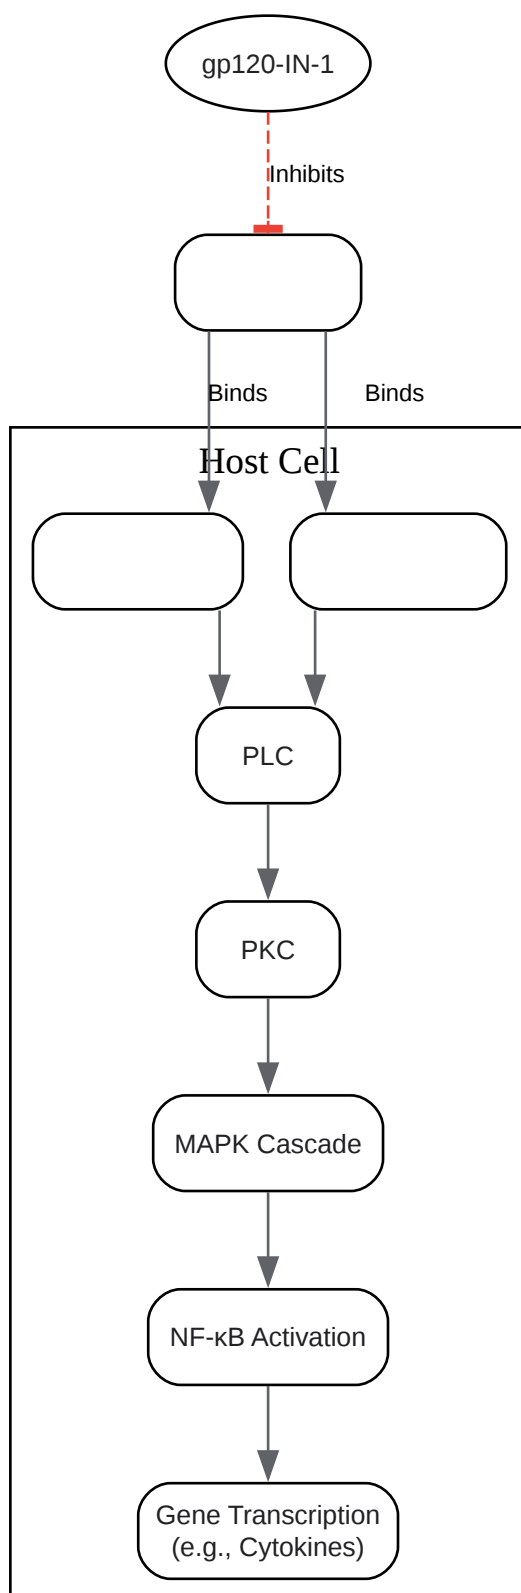 gp120-IN-1
Inhibits
Binds
Binds
Host Cell
PLC
PKC
MAPK Cascade
NF-κB Activation
Gene Transcription
(e.g., Cytokines)